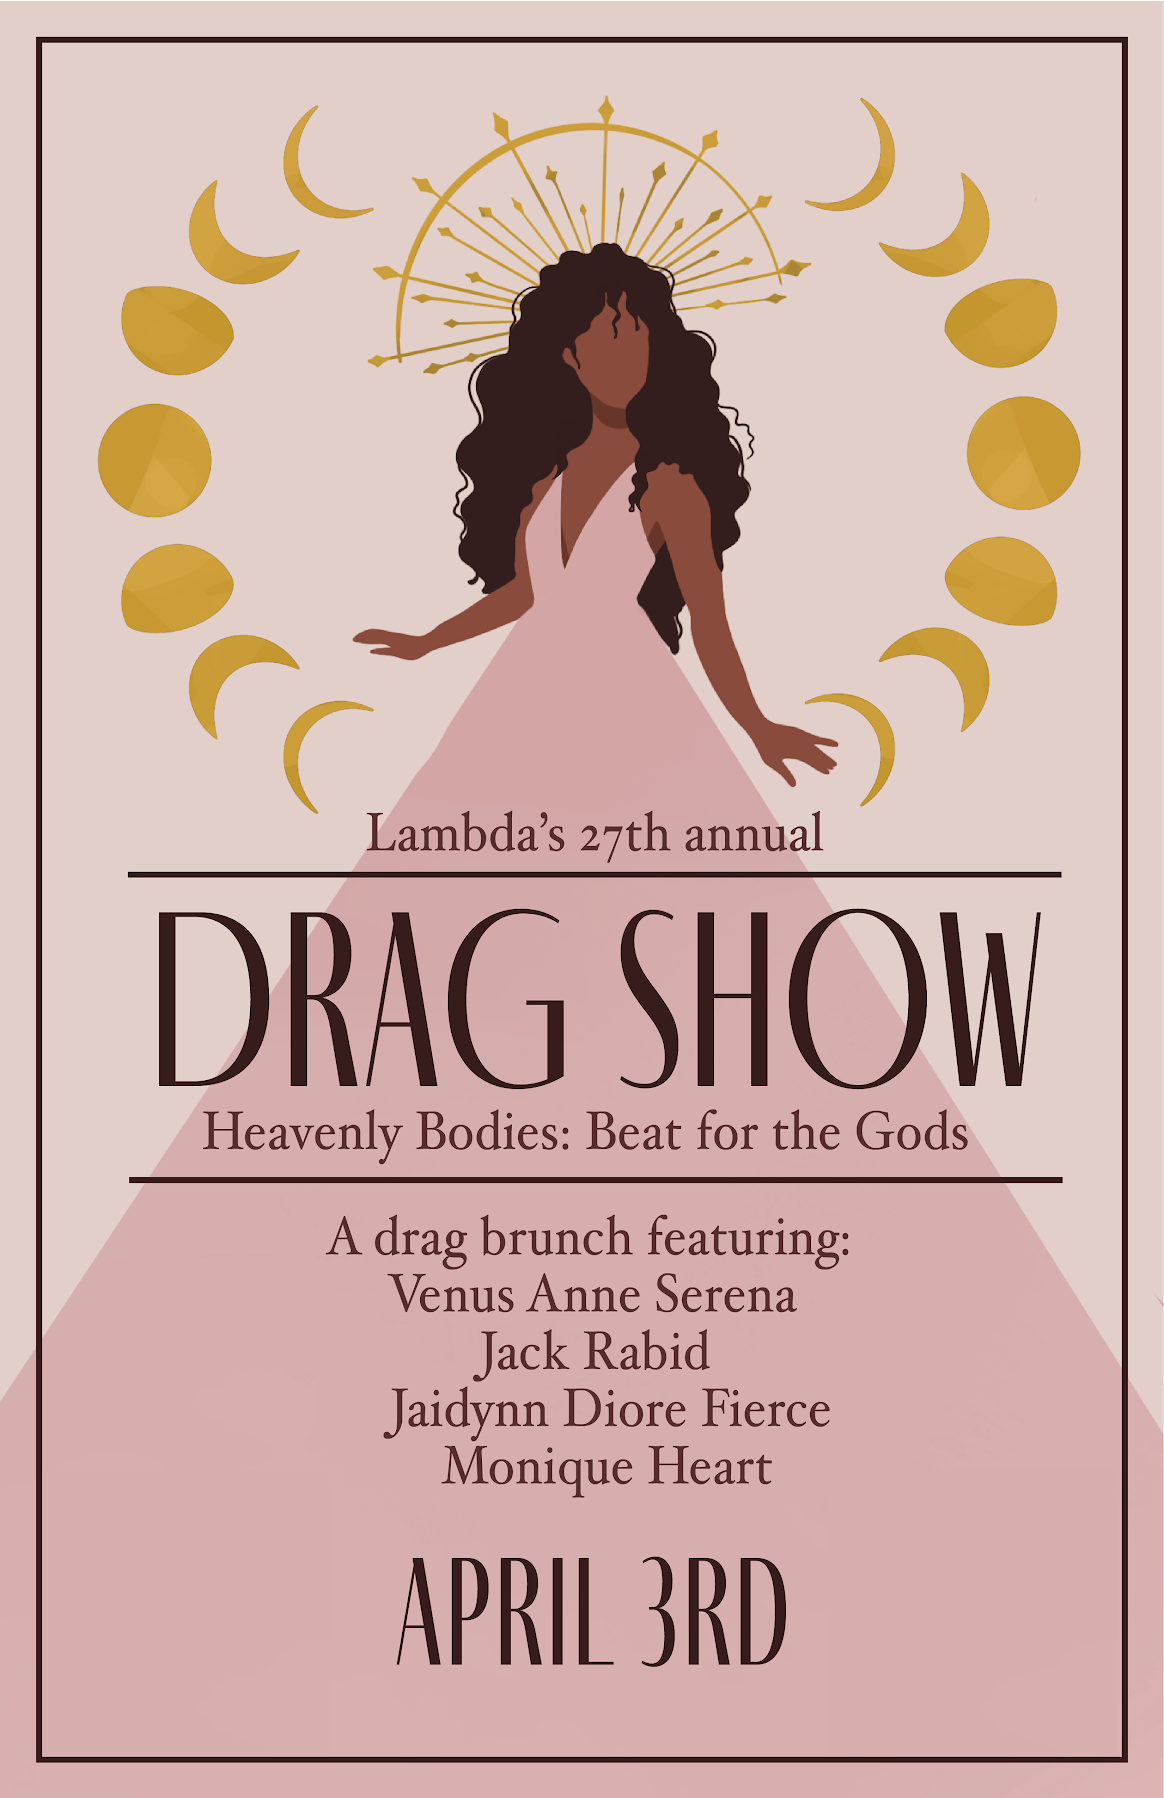 Lambda's 27th annual
DRAG SHOW
Heavenly Bodies: Beat for the Gods
A drag brunch featuring:
Venus Anne Serena
Jack Rabid
Jaidynn Diore Fierce
Monique Heart
APRIL 3RD